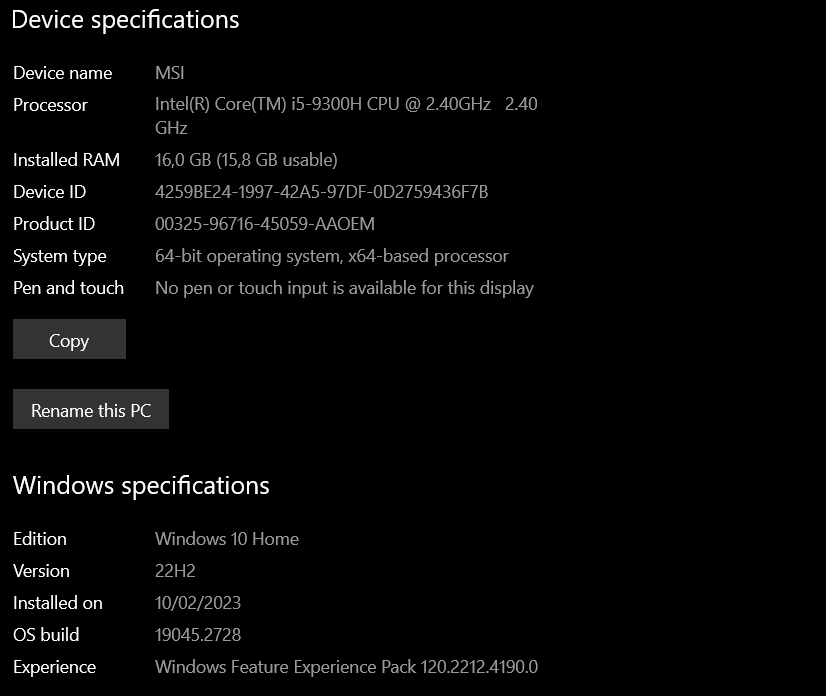 Device specifications
Device name MSI
Processor Intel(R) Core(TM) i5-9300H CPU @ 2.40GHz 2.40
GHz
Installed RAM 16,0 GB (15,8 GB usable)
Device ID 4259BE24-1997-42A5-97DF-0D2759436F7B
Product ID 00325-96716-45059-AAOEM
System type 64-bit operating system, x64-based processor
Pen and touch No pen or touch input is available for this display
Copy
Rename this PC
Windows specifications
Edition Windows 10 Home
Version 22H2
Installed on 10/02/2023
OS build 19045.2728
Experience Windows Feature Experience Pack 120.2212.4190.0